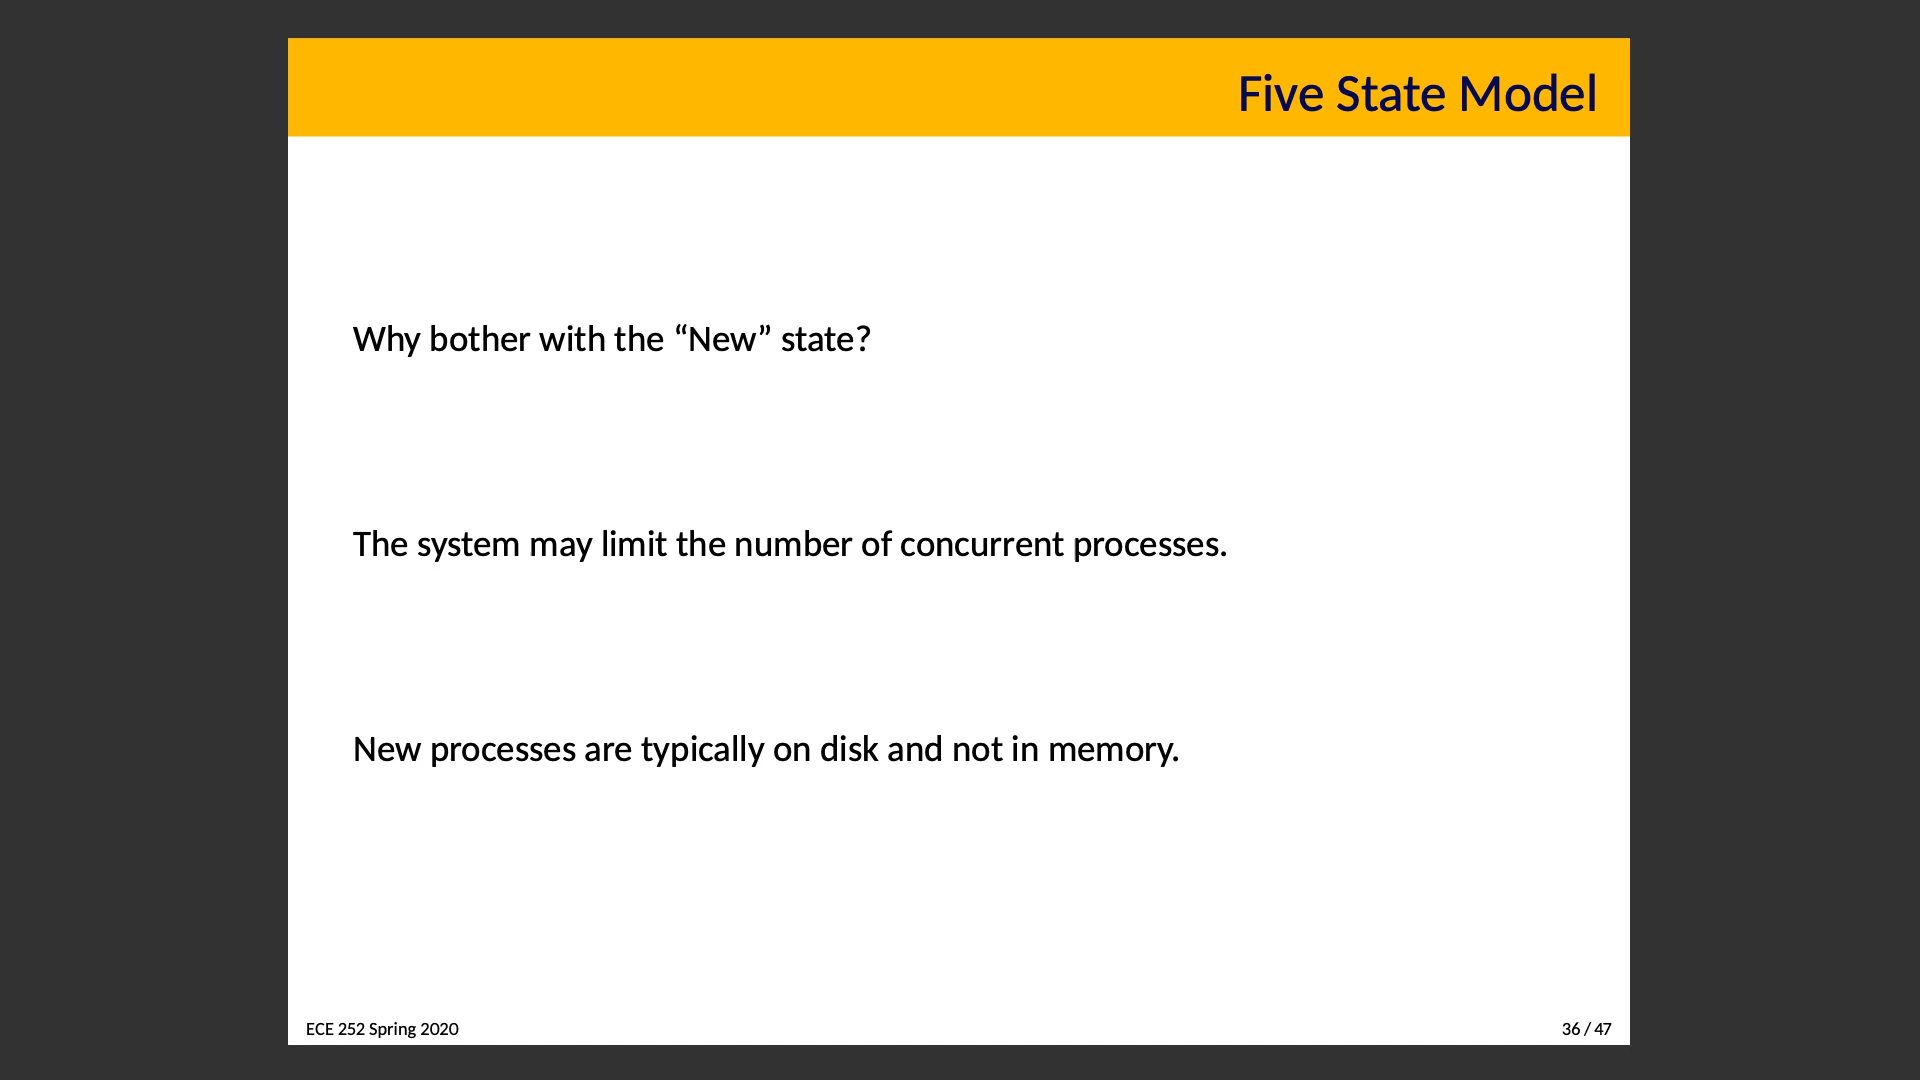 Five State Model
Why bother with the “New” state?
The system may limit the number of concurrent processes.
New processes are typically on disk and not in memory.
ECE 252 Spring 2020
36 / 47